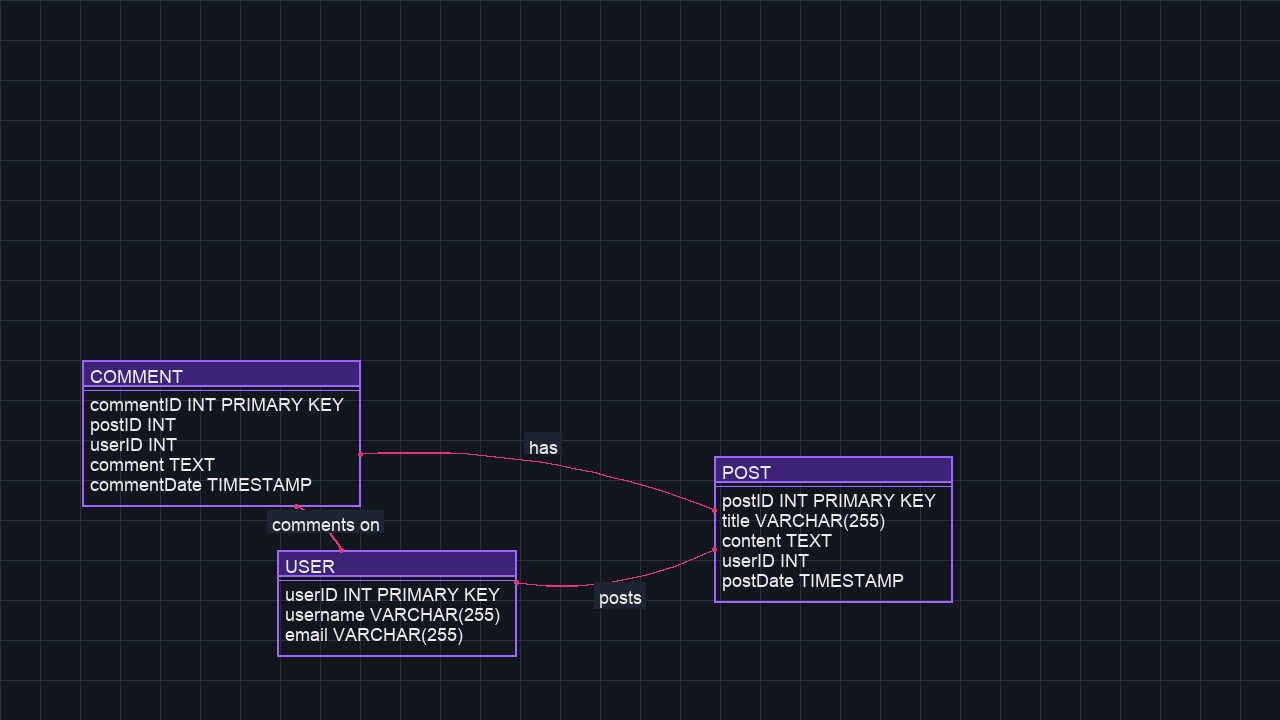 COMMENT
commentID INT PRIMARY KEY
postID INT
userID INT
comment TEXT
commentDate TIMESTAMP
has
POST
postID INT PRIMARY KEY
title VARCHAR(255)
content TEXT
userID INT
postDate TIMESTAMP
comments on
USER
userID INT PRIMARY KEY
username VARCHAR(255)
email VARCHAR(255)
posts